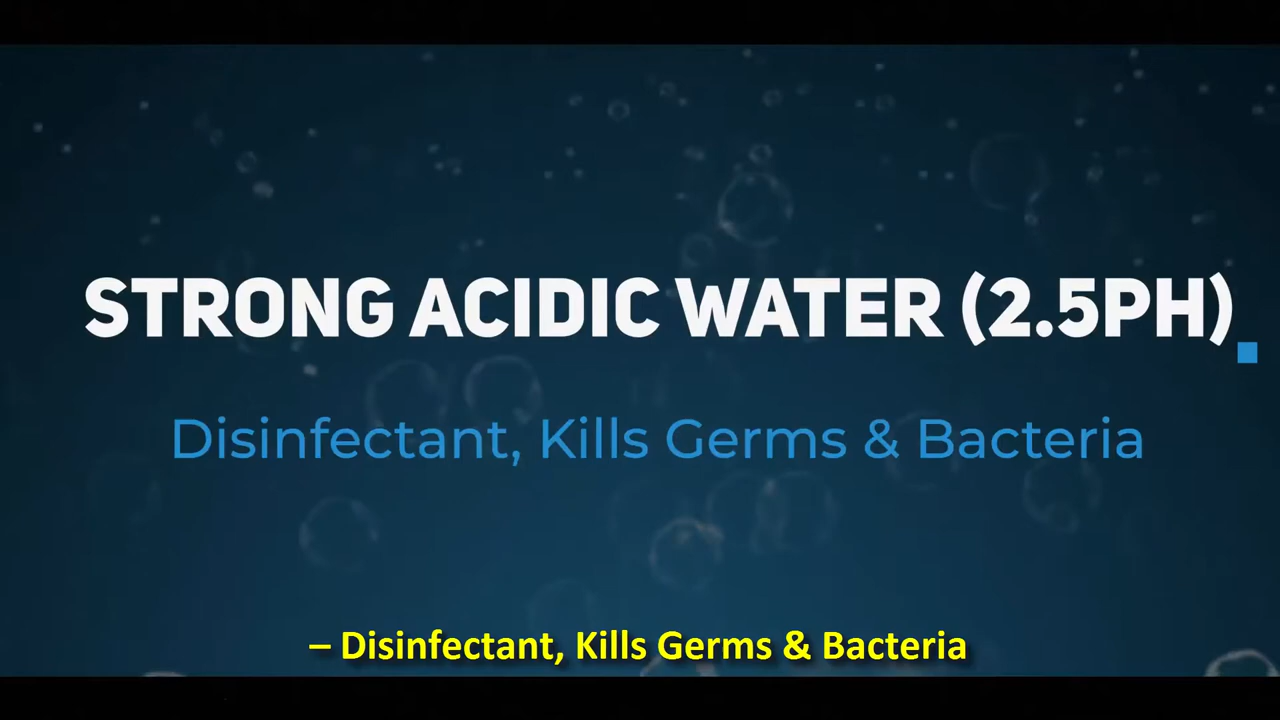 STRONG ACIDIC WATER (2.5PH)
Disinfectant, Kills Germs & Bacteria
– Disinfectant, Kills Germs & Bacteria